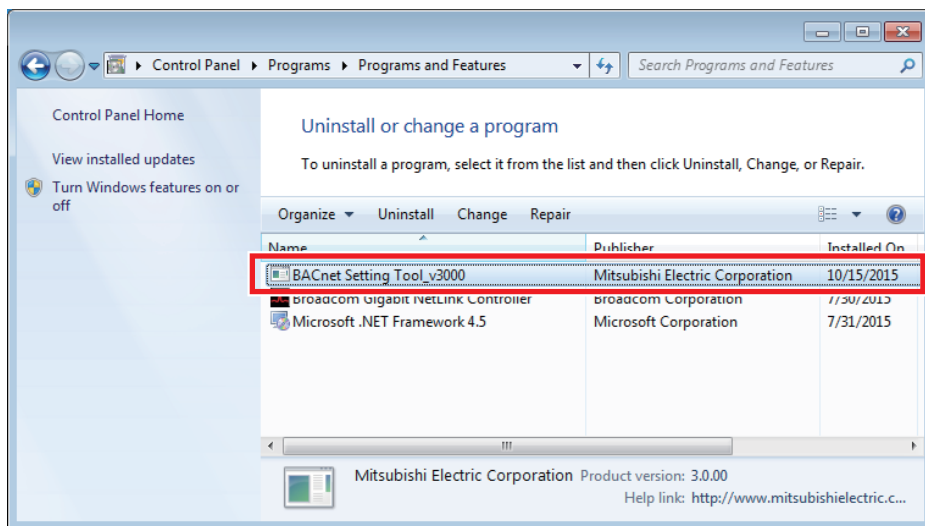 Control Panel Programs Programs and Features Search Programs and Features
Control Panel Home
View installed updates
Turn Windows features on or
off
Uninstall or change a program
To uninstall a program, select it from the list and then click Uninstall, Change, or Repair.
Organize Uninstall Change Repair
Name Publisher Installed On
BACnet Setting Tool_v3000 Mitsubishi Electric Corporation 10/15/2015
Broadcom Gigabit NetLink Controller Broadcom Corporation 7/30/2015
Microsoft .NET Framework 4.5 Microsoft Corporation 7/31/2015
Mitsubishi Electric Corporation Product version: 3.0.00
Help link: http://www.mitsubishielectric.c...